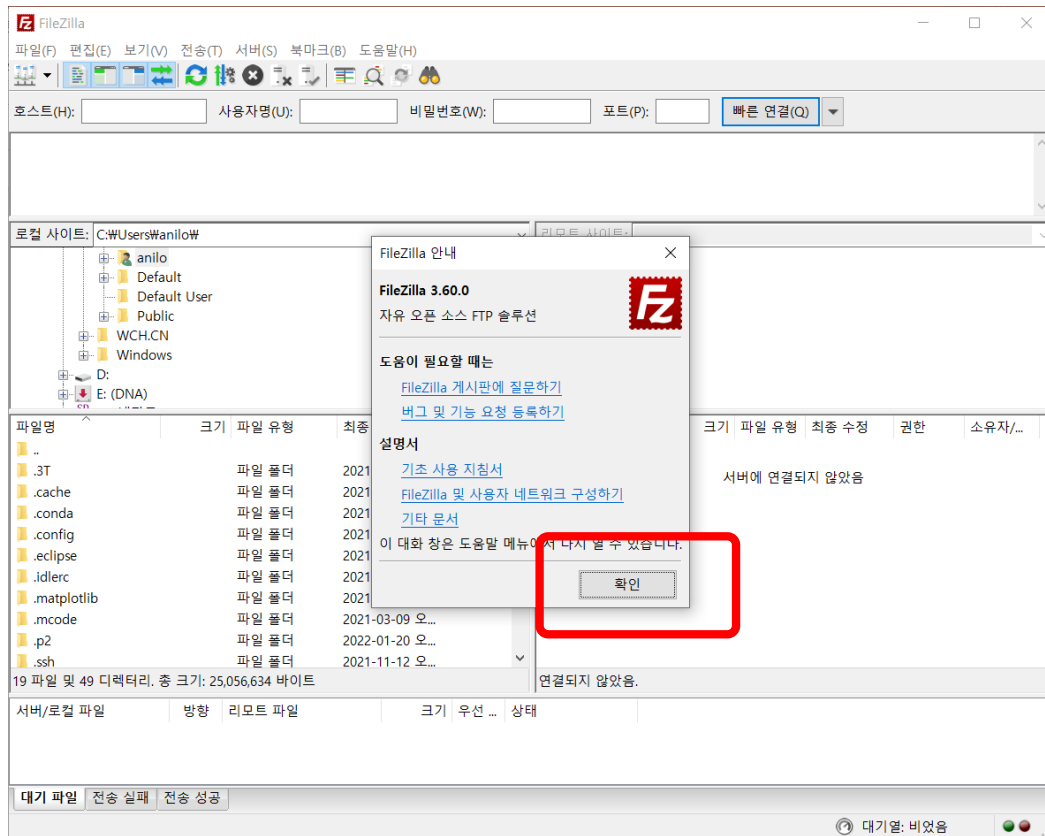 FileZilla
파일(F) 편집(E) 보기(V) 전송(T) 서버(S) 북마크(B) 도움말(H)
호스트(H): 사용자명(U): 비밀번호(W): 포트(P): 빠른 연결(Q)
로컬 사이트: C:₩Users₩anilo₩ 리모트 사이트:
anilo
Default
Default User
Public
WCH.CN
Windows
D:
E: (DNA)
FileZilla 안내
FileZilla 3.60.0
자유 오픈 소스 FTP 솔루션
Fz
도움이 필요할 때는
FileZilla 게시판에 질문하기
버그 및 기능 요청 등록하기
설명서
기초 사용 지침서
FileZilla 및 사용자 네트워크 구성하기
기타 문서
이 대화 창은 도움말 메뉴에서 다시 열 수 있습니다.
확인
파일명 크기 파일 유형 최종
..
.3T 파일 폴더 2021
.cache 파일 폴더 2021
.conda 파일 폴더 2021
.config 파일 폴더 2021
.eclipse 파일 폴더 2021
.idlerc 파일 폴더 2021
.matplotlib 파일 폴더 2021
.mcode 파일 폴더 2021-03-09 오...
.p2 파일 폴더 2022-01-20 오...
.ssh 파일 폴더 2021-11-12 오...
19 파일 및 49 디렉터리. 총 크기: 25,056,634 바이트
크기 파일 유형 최종 수정 권한 소유자/...
서버에 연결되지 않았음
연결되지 않았음.
서버/로컬 파일 방향 리모트 파일 크기 우선 ... 상태
대기 파일 전송 실패 전송 성공
대기열: 비었음